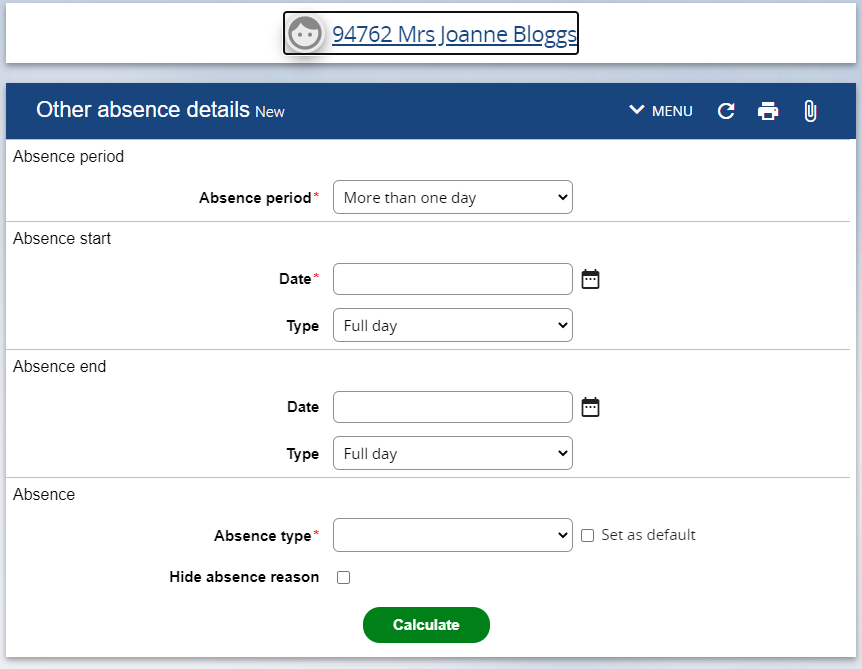 94762 Mrs Joanne Bloggs
Other absence details New
MENU
Absence period
Absence period*
More than one day
Absence start
Date*
Type
Full day
Absence end
Date
Type
Full day
Absence
Absence type*
Set as default
Hide absence reason
Calculate